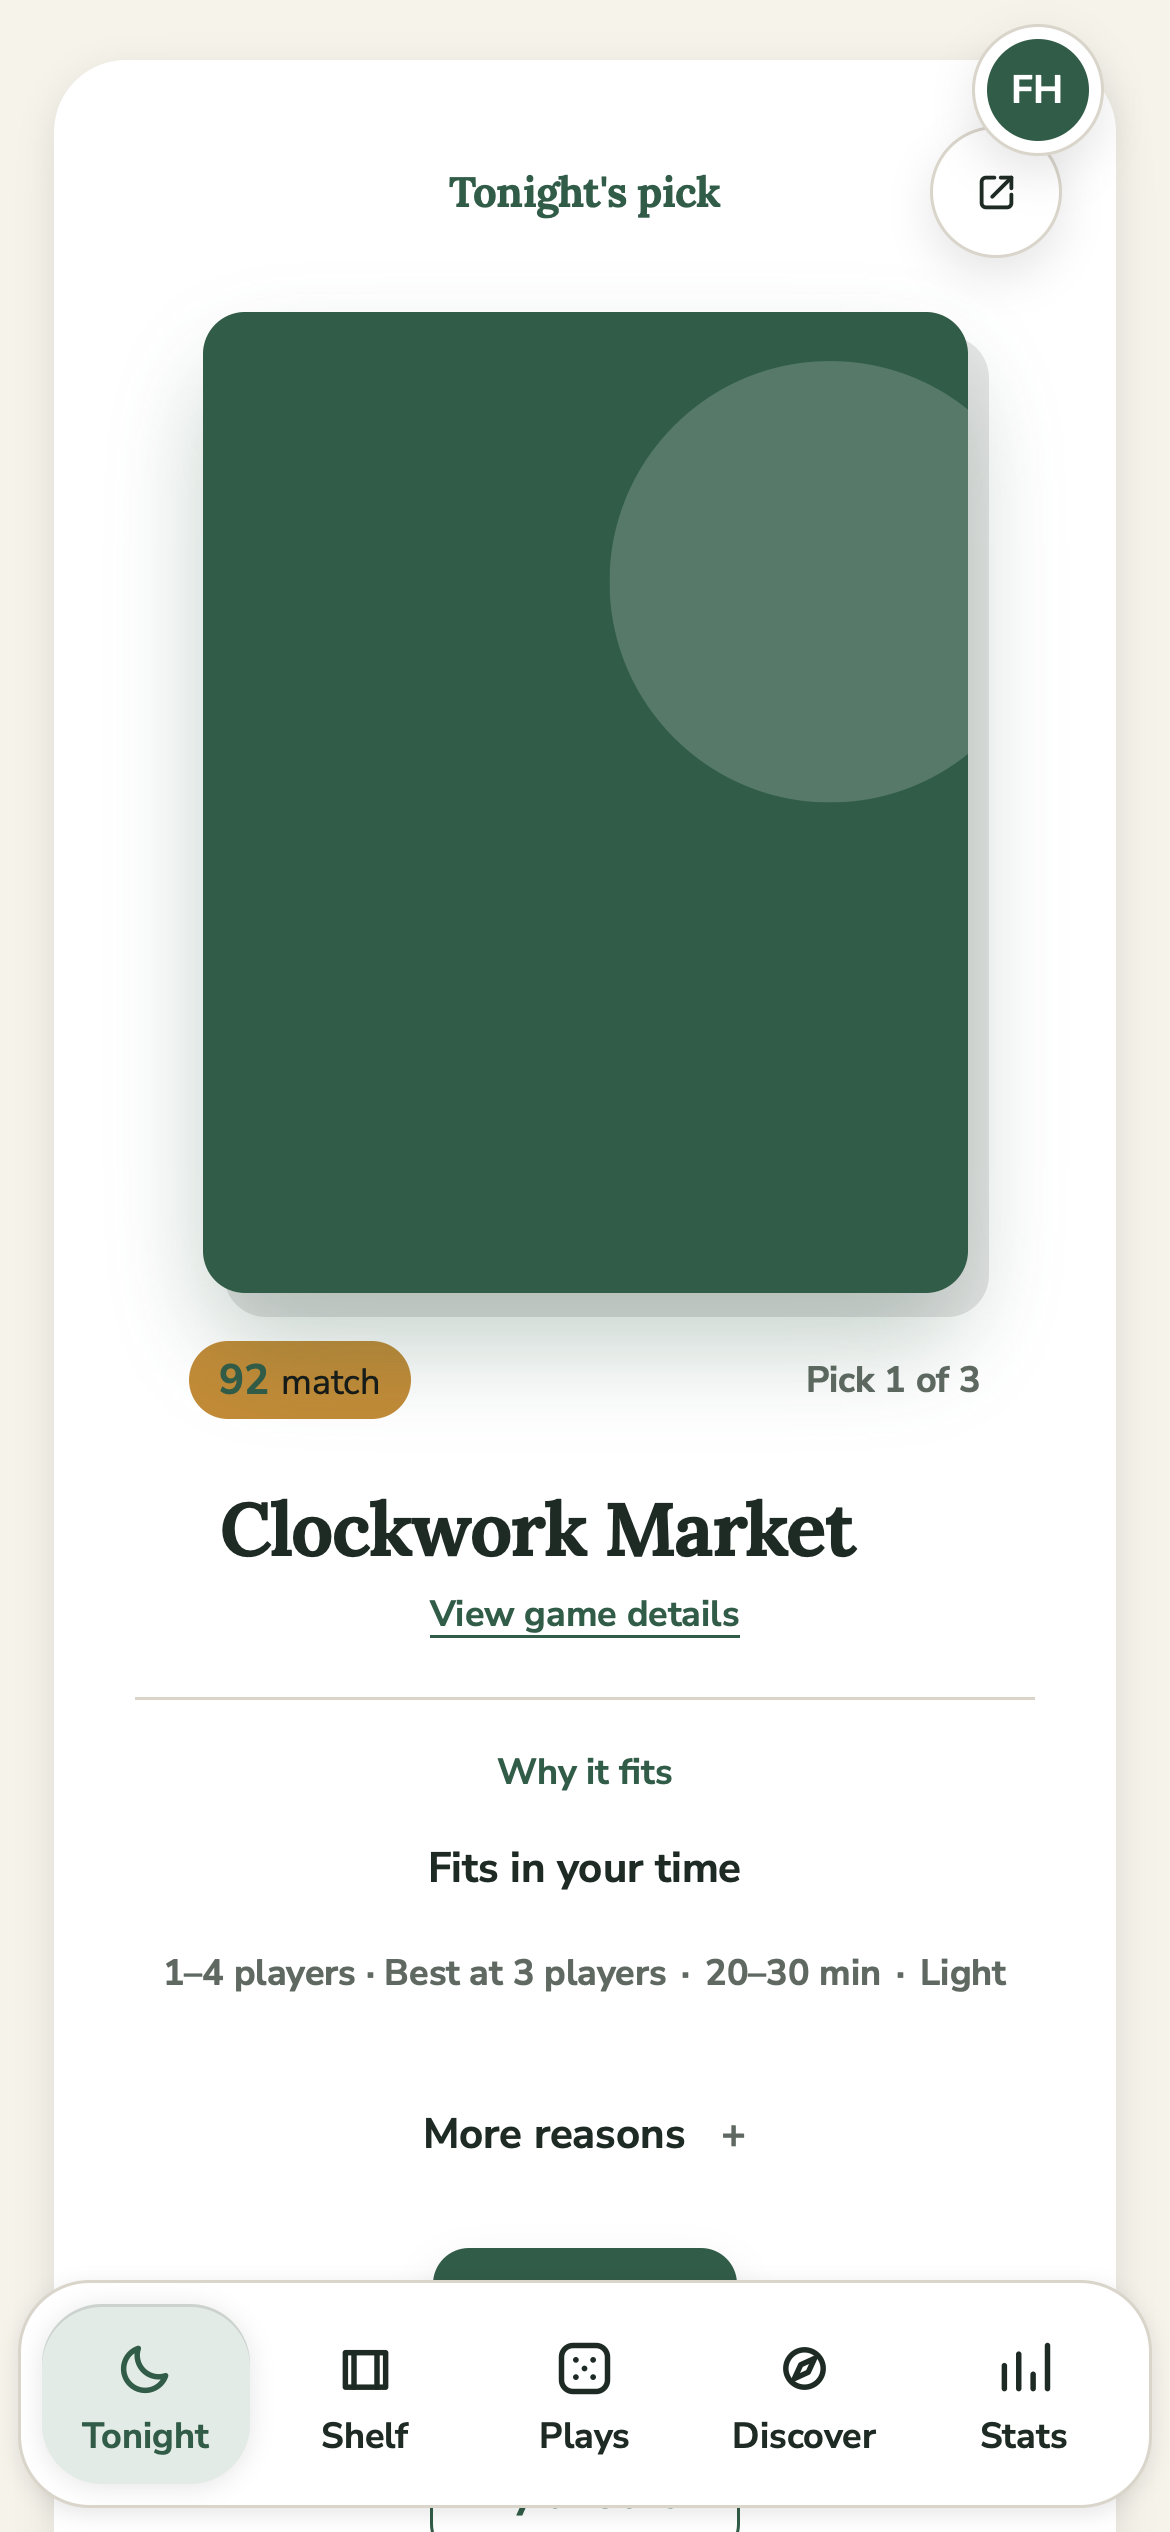 FH
Tonight's pick
92 match
Pick 1 of 3
Clockwork Market
View game details
Why it fits
Fits in your time
1–4 players · Best at 3 players · 20–30 min · Light
More reasons +
Tonight
Shelf
Plays
Discover
Stats